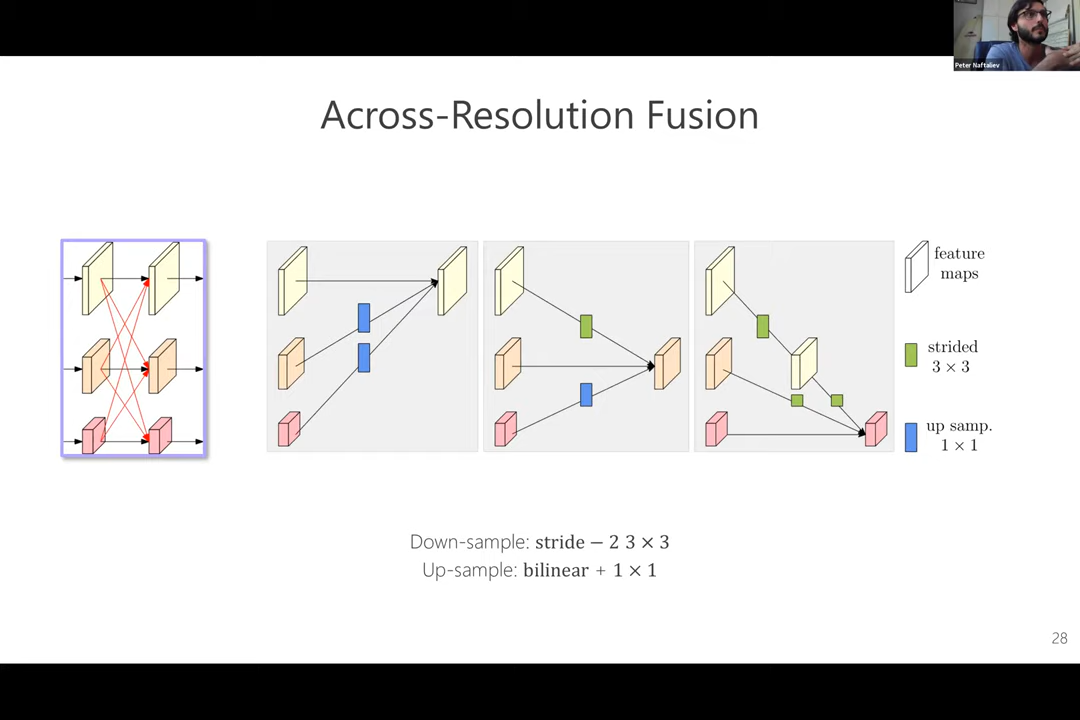 Peter Naftaliev
Across-Resolution Fusion
feature
maps
strided
3 × 3
up samp.
1 × 1
Down-sample: stride − 2 3 × 3
Up-sample: bilinear + 1 × 1
28